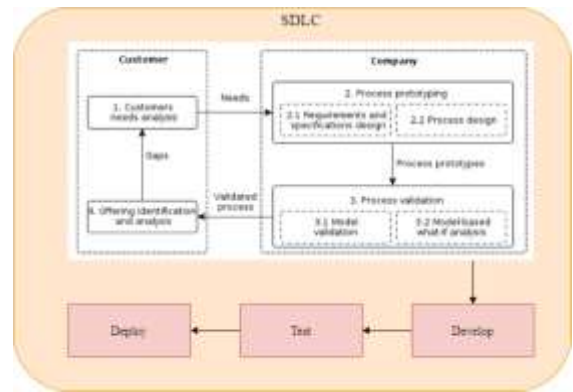 SDLC
Customer
Company
1. Customers
needs analysis
Needs
2. Process prototyping
2.1 Requirements and
specifications design
2.2 Process design
Gaps
Process prototypes
4. Offering identification
and analysis
Validated
process
3. Process validation
3.1 Model
validation
3.2 Model-based
what if analysis
Deploy
Test
Develop